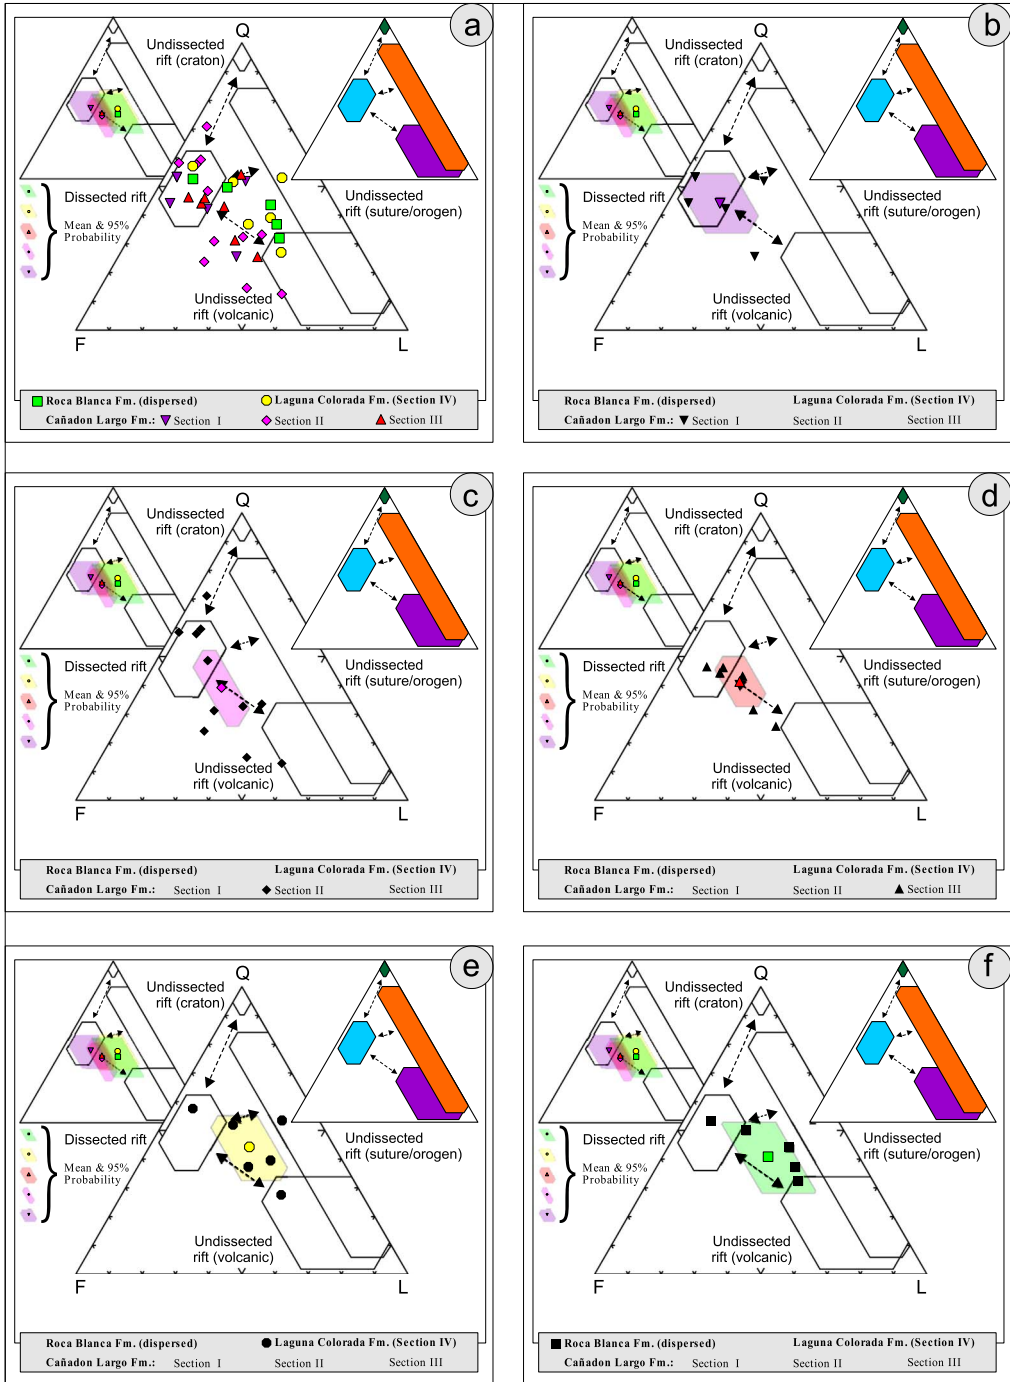 a
Q
Undissected
rift (craton)
Dissected rift
Mean & 95%
Probability
Undissected
rift (suture/orogen)
Undissected
rift (volcanic)
F
L
Roca Blanca Fm. (dispersed)
Laguna Colorada Fm. (Section IV)
Cañadon Largo Fm.: Section I
Section II
Section III
b
Q
Undissected
rift (craton)
Dissected rift
Mean & 95%
Probability
Undissected
rift (suture/orogen)
Undissected
rift (volcanic)
F
L
Roca Blanca Fm. (dispersed)
Laguna Colorada Fm. (Section IV)
Cañadon Largo Fm.: Section I
Section II
Section III
c
Q
Undissected
rift (craton)
Dissected rift
Mean & 95%
Probability
Undissected
rift (suture/orogen)
Undissected
rift (volcanic)
F
L
Roca Blanca Fm. (dispersed)
Laguna Colorada Fm. (Section IV)
Cañadon Largo Fm.: Section I
Section II
Section III
d
Q
Undissected
rift (craton)
Dissected rift
Mean & 95%
Probability
Undissected
rift (suture/orogen)
Undissected
rift (volcanic)
F
L
Roca Blanca Fm. (dispersed)
Laguna Colorada Fm. (Section IV)
Cañadon Largo Fm.: Section I
Section II
Section III
e
Q
Undissected
rift (craton)
Dissected rift
Mean & 95%
Probability
Undissected
rift (suture/orogen)
Undissected
rift (volcanic)
F
L
Roca Blanca Fm. (dispersed)
Laguna Colorada Fm. (Section IV)
Cañadon Largo Fm.: Section I
Section II
Section III
f
Q
Undissected
rift (craton)
Dissected rift
Mean & 95%
Probability
Undissected
rift (suture/orogen)
Undissected
rift (volcanic)
F
L
Roca Blanca Fm. (dispersed)
Laguna Colorada Fm. (Section IV)
Cañadon Largo Fm.: Section I
Section II
Section III